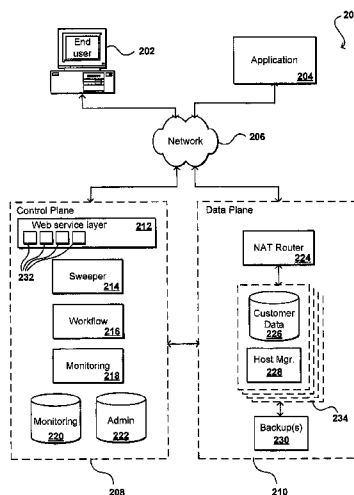 End
user
202
Application
204
Network
206
Control Plane
Web service layer
212
232
Sweeper
214
Workflow
216
Monitoring
218
Monitoring
220
Admin
222
208
Data Plane
NAT Router
224
Customer
Data
226
Host Mgr.
228
234
Backup(s)
230
210